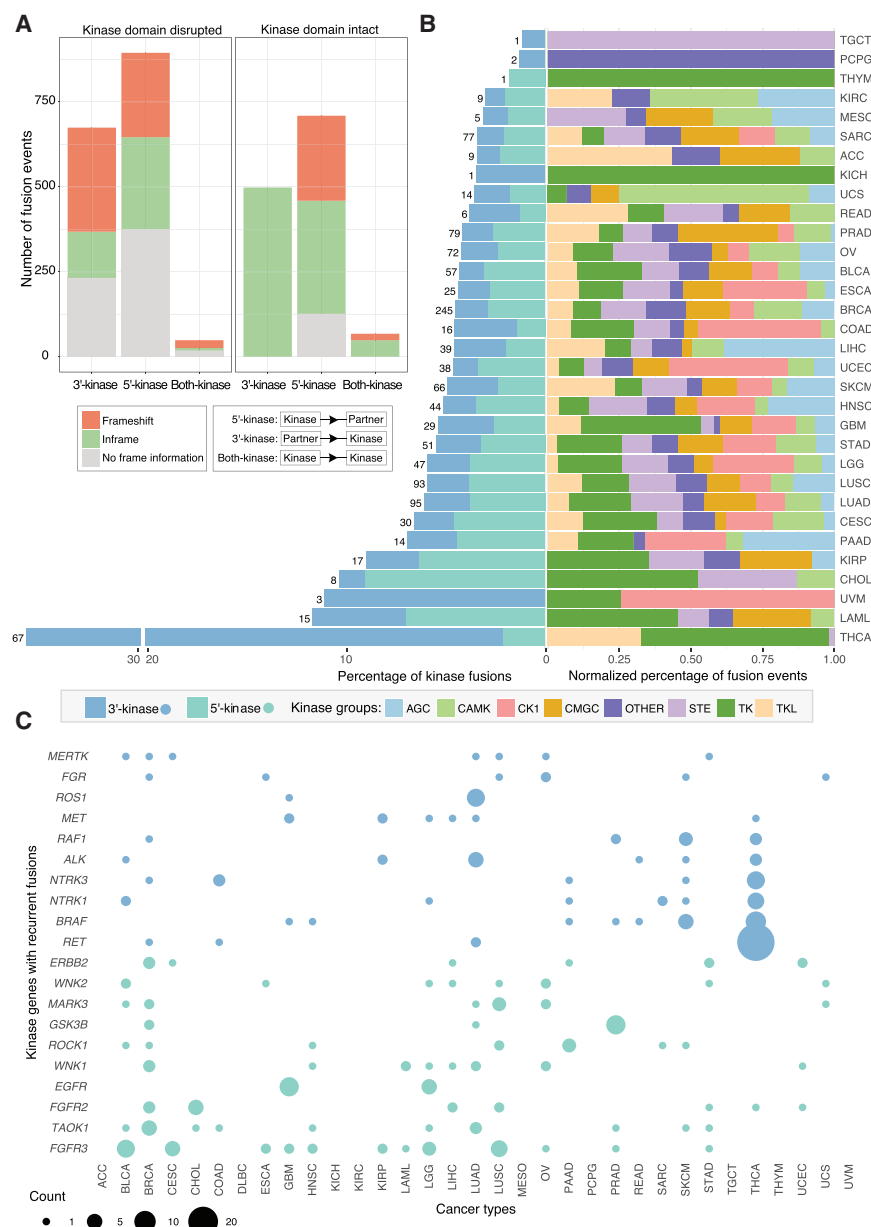 A
Kinase domain disrupted
Kinase domain intact
Number of fusion events
750
500
250
0
3'-kinase 5'-kinase Both-kinase
3'-kinase 5'-kinase Both-kinase
Frameshift
Inframe
No frame information
5'-kinase: Kinase Partner
3'-kinase: Partner Kinase
Both-kinase: Kinase Kinase
B
1 TGCT
2 PCPG
1 THYM
9 KIRC
5 MESO
77 SARC
9 ACC
1 KICH
14 UCS
6 READ
79 PRAD
72 OV
57 BLCA
25 ESCA
245 BRCA
16 COAD
39 LIHC
38 UCEC
66 SKCM
44 HNSC
29 GBM
51 STAD
47 LGG
93 LUSC
95 LUAD
30 CESC
14 PAAD
17 KIRP
8 CHOL
3 UVM
15 LAML
67 THCA
30 20 10 0 0.25 0.50 0.75 1.00
Percentage of kinase fusions
Normalized percentage of fusion events
3'-kinase 5'-kinase Kinase groups: AGC CAMK CK1 CMGC OTHER STE TK TKL
C
Kinase genes with recurrent fusions
MERTK
FGR
ROS1
MET
RAF1
ALK
NTRK3
NTRK1
BRAF
RET
ERBB2
WNK2
MARK3
GSK3B
ROCK1
WNK1
EGFR
FGFR2
TAOK1
FGFR3
ACC BLCA BRCA CESC CHOL COAD DLBC ESCA GBM HNSC KICH KIRC KIRP LAML LGG LIHC LUAD LUSC MESO OV PAAD PCPG PRAD READ SARC SKCM STAD TGCT THCA THYM UCEC UCS UVM
Cancer types
Count
1 5 10 20